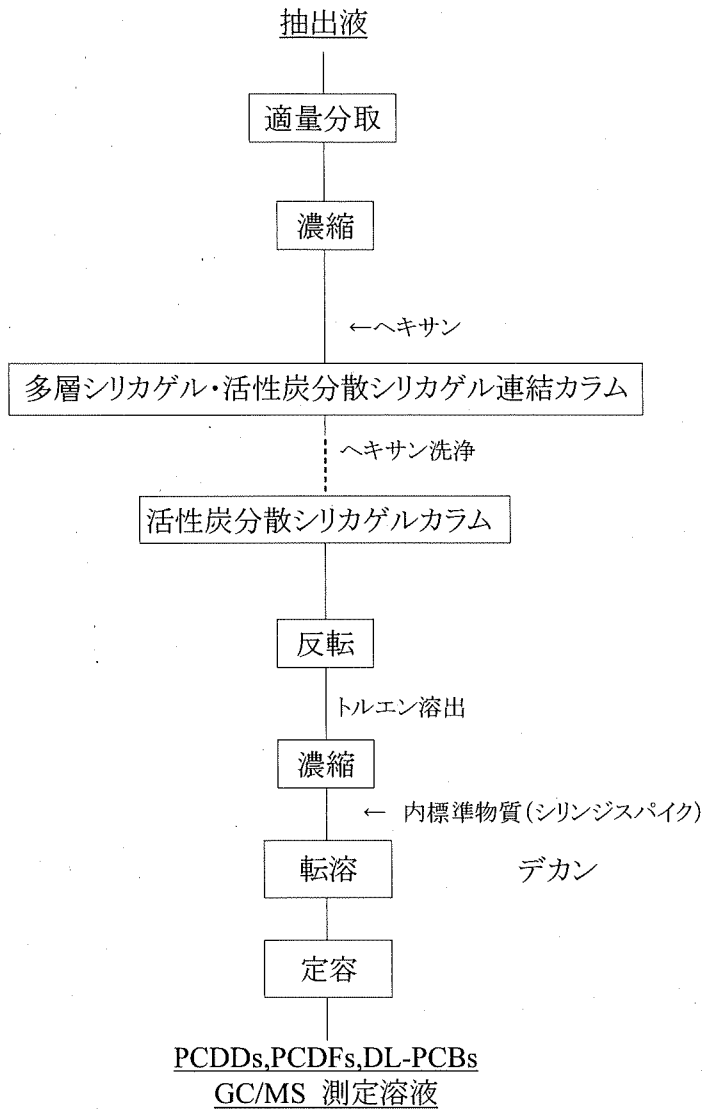 抽出液
適量分取
濃縮
←ヘキサン
多層シリカゲル・活性炭分散シリカゲル連結カラム
ヘキサン洗浄
活性炭分散シリカゲルカラム
反転
トルエン溶出
濃縮
← 内標準物質(シリンジスパイク)
転溶 デカン
定容
PCDDs,PCDFs,DL-PCBs
GC/MS 測定溶液